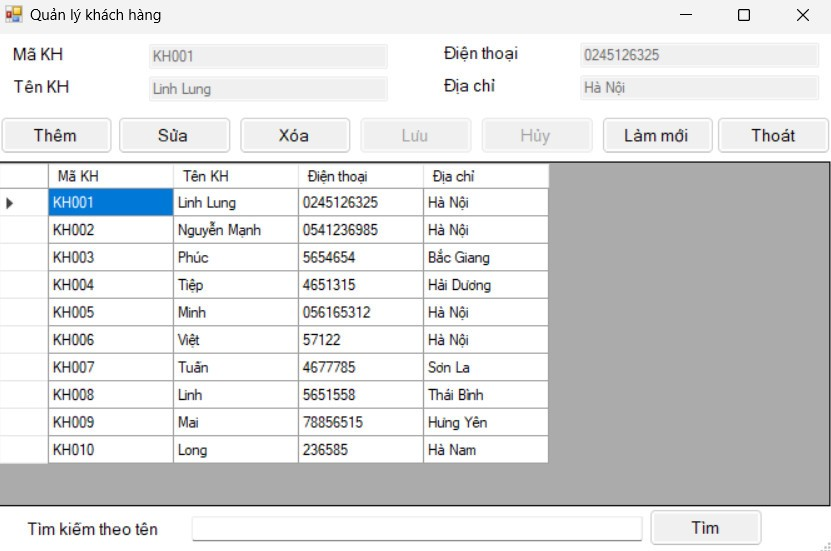 Quản lý khách hàng
Mã KH KH001 Điện thoại 0245126325
Tên KH Linh Lung Địa chỉ Hà Nội
Thêm Sửa Xóa Lưu Hủy Làm mới Thoát
Mã KH Tên KH Điện thoại Địa chỉ
KH001 Linh Lung 0245126325 Hà Nội
KH002 Nguyễn Mạnh 0541236985 Hà Nội
KH003 Phúc 5654654 Bắc Giang
KH004 Tiệp 4651315 Hải Dương
KH005 Minh 056165312 Hà Nội
KH006 Việt 57122 Hà Nội
KH007 Tuấn 4677785 Sơn La
KH008 Linh 5651558 Thái Bình
KH009 Mai 78856515 Hưng Yên
KH010 Long 236585 Hà Nam
Tìm kiếm theo tên Tìm